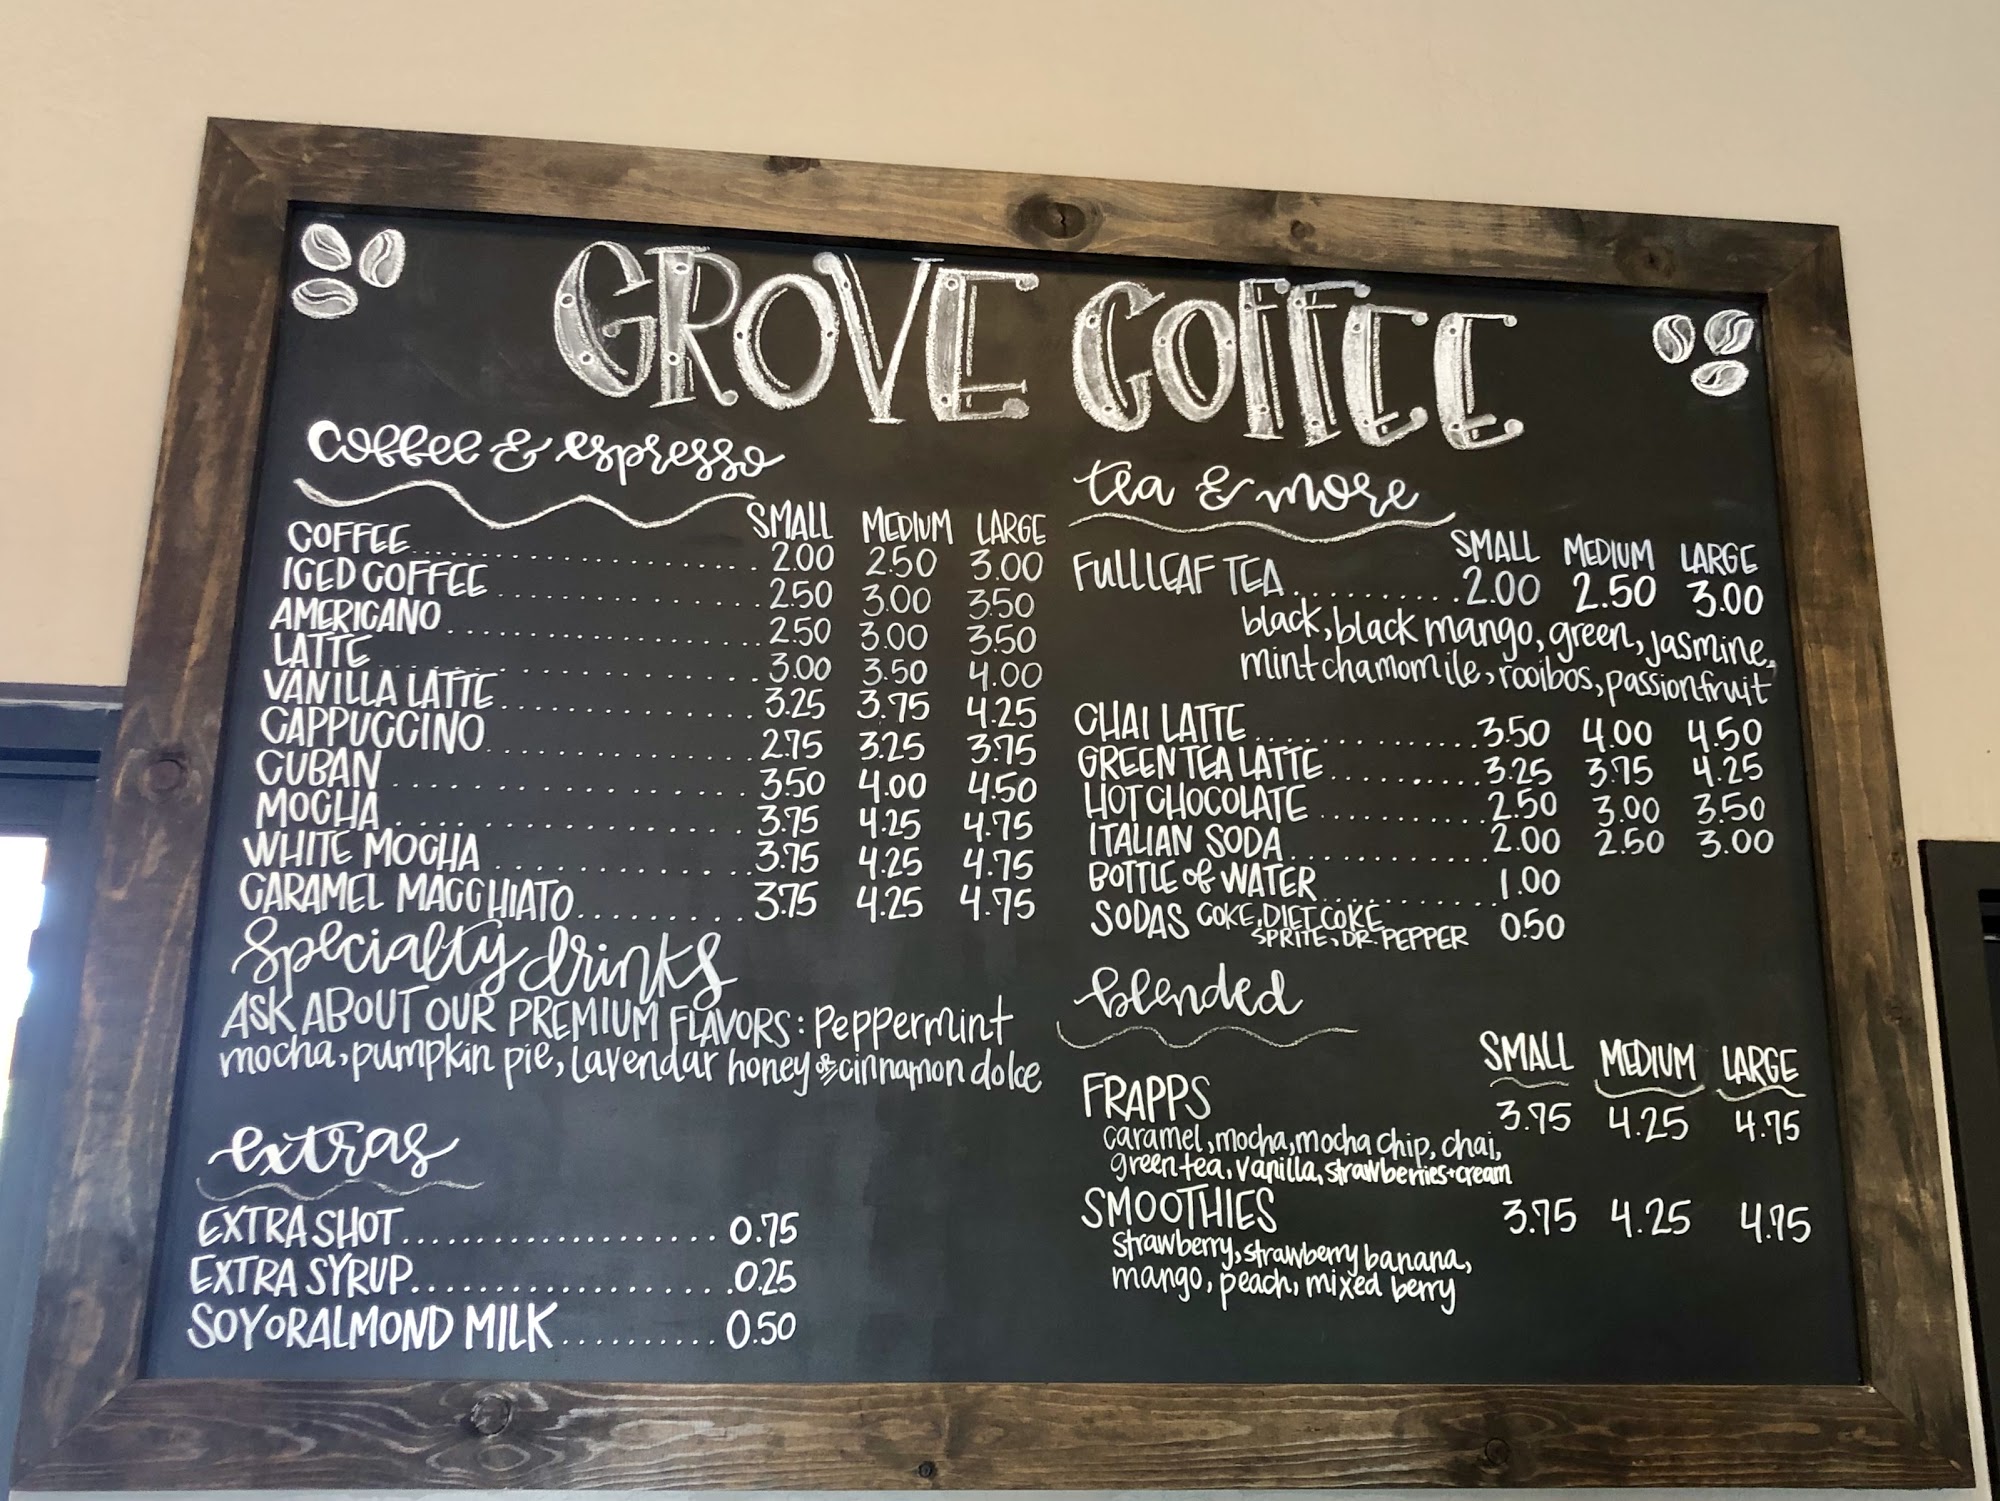 GROVE COFFEE
coffee & espresso
SMALL MEDIUM LARGE
COFFEE 2.00 2.50 3.00
ICED COFFEE 2.50 3.00 3.50
AMERICANO 2.50 3.00 3.50
LATTE 3.00 3.50 4.00
VANILLA LATTE 3.25 3.75 4.25
CAPPUCCINO 2.75 3.25 3.75
CUBAN 3.50 4.00 4.50
MOCHA 3.75 4.25 4.75
WHITE MOCHA 3.75 4.25 4.75
CARAMEL MACCHIATO 3.75 4.25 4.75
specialty drinks
ASK ABOUT OUR PREMIUM FLAVORS: peppermint
mocha, pumpkin pie, lavendar honey or cinnamon dolce
extras
EXTRA SHOT 0.75
EXTRA SYRUP 0.25
SOY OR ALMOND MILK 0.50
tea & more
SMALL MEDIUM LARGE
FULL LEAF TEA 2.00 2.50 3.00
black, black mango, green, jasmine,
mint chamomile, rooibos, passionfruit
CHAI LATTE 3.50 4.00 4.50
GREEN TEA LATTE 3.25 3.75 4.25
HOT CHOCOLATE 2.50 3.00 3.50
ITALIAN SODA 2.00 2.50 3.00
BOTTLE of WATER 1.00
SODAS COKE, DIET COKE 0.50
SPRITE, DR. PEPPER
blended
SMALL MEDIUM LARGE
FRAPPS 3.75 4.25 4.75
caramel, mocha, mocha chip, chai,
green tea, vanilla, strawberries + cream
SMOOTHIES 3.75 4.25 4.75
strawberry, strawberry banana,
mango, peach, mixed berry